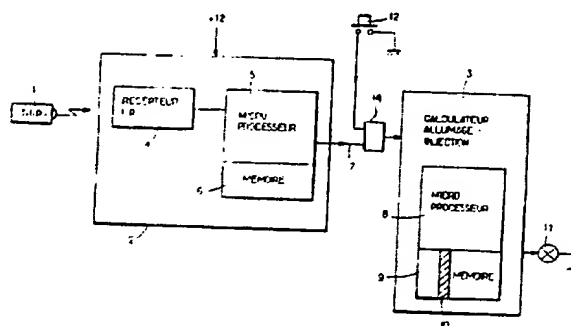 +12
12
1
5
3
RECEPTEUR
I.R
4
MICRO
PROCESSEUR
14
CALCULATEUR
ALLUMAGE -
INJECTION
7
6
MEMOIRE
8
MICRO
PROCESSEUR
2
11
9
MEMOIRE
10